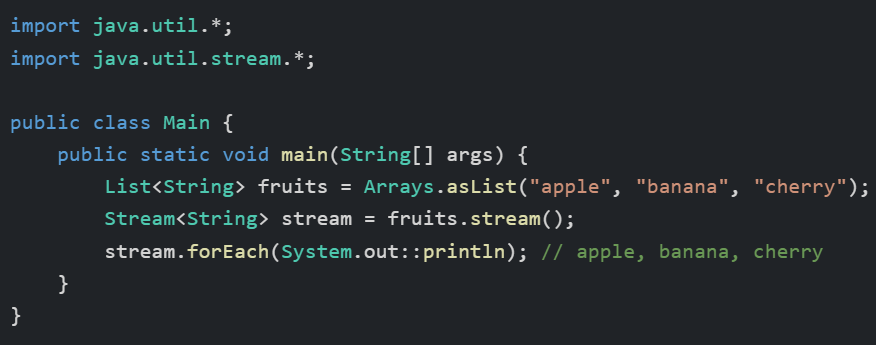 import java.util.*;
import java.util.stream.*;

public class Main {
    public static void main(String[] args) {
        List<String> fruits = Arrays.asList("apple", "banana", "cherry");
        Stream<String> stream = fruits.stream();
        stream.forEach(System.out::println); // apple, banana, cherry
    }
}